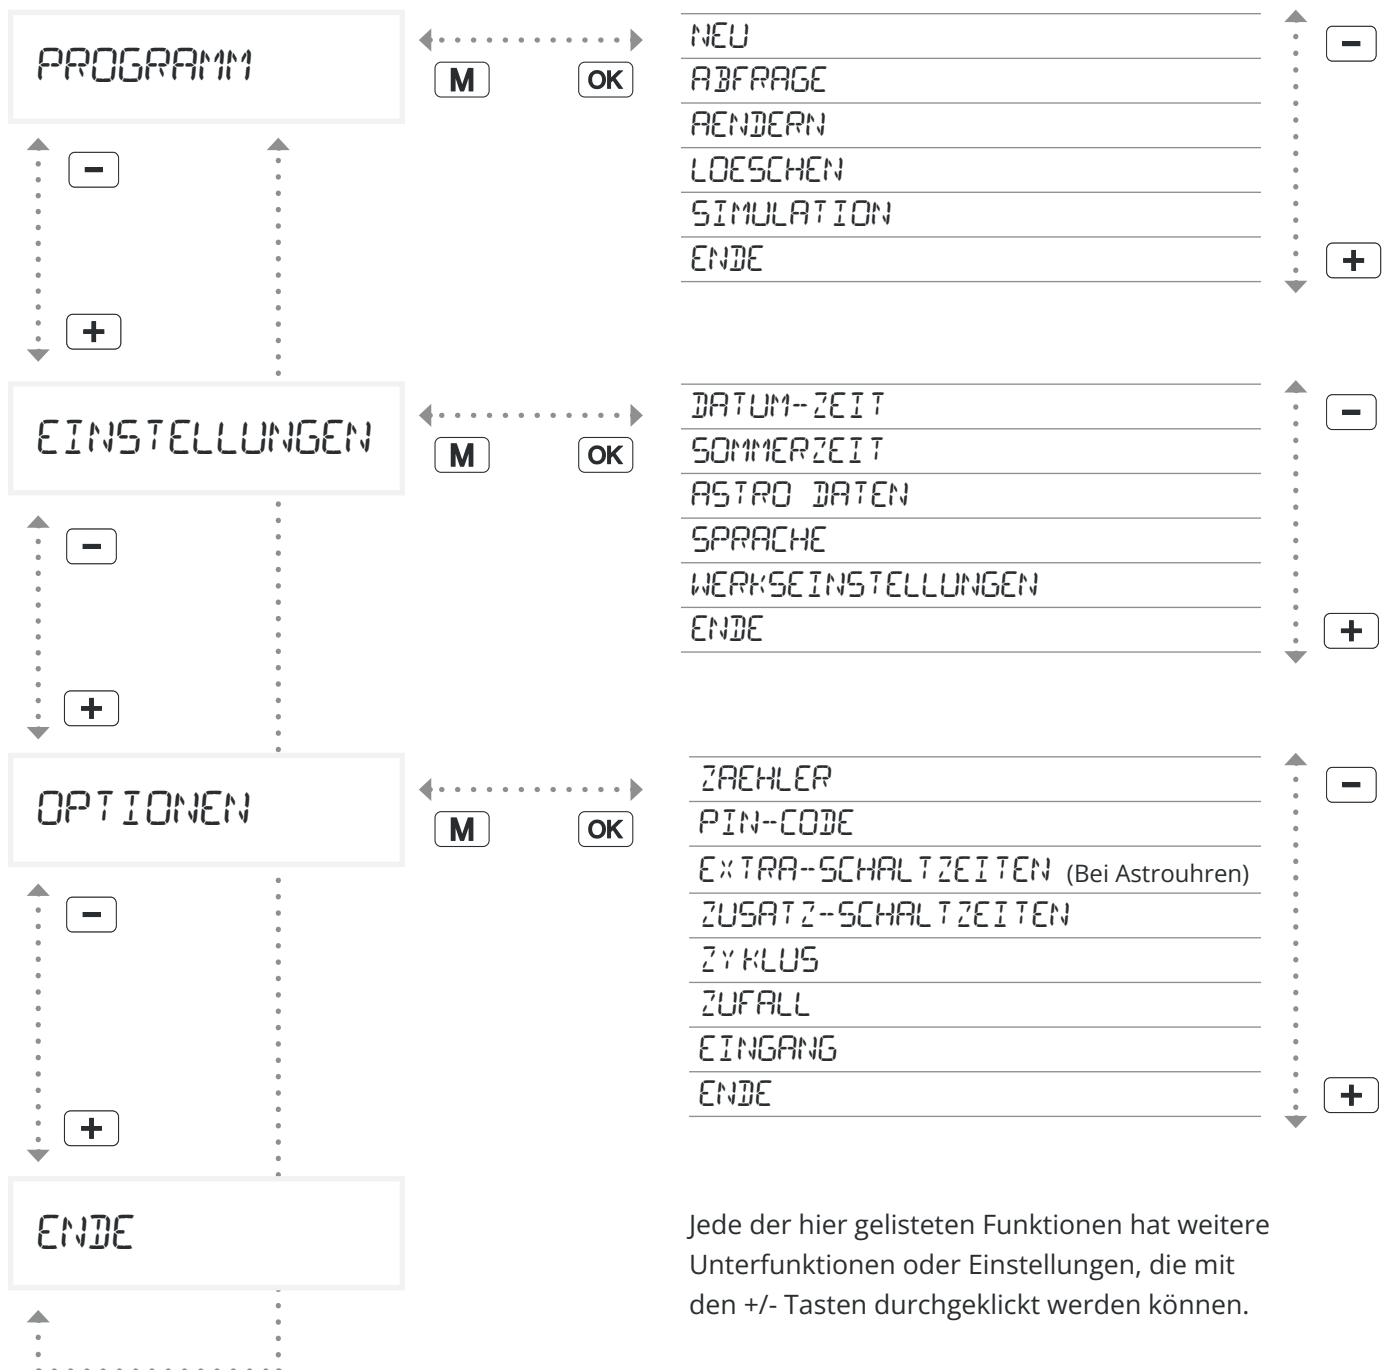 PROGRAMM
M OK
NEU
ABFRAGE
AENDERN
LOESCHEN
SIMULATION
ENDE
-
+
-
+
EINSTELLUNGEN
M OK
DATUM-ZEIT
SOMMERZEIT
ASTRO DATEN
SPRACHE
WERKSEINSTELLUNGEN
ENDE
-
+
-
+
OPTIONEN
M OK
ZAEHLER
PIN-CODE
EXTRA-SCHALTZEITEN (Bei Astrouhren)
ZUSATZ-SCHALTZEITEN
ZYKLUS
ZUFALL
EINGANG
ENDE
-
+
-
+
ENDE
Jede der hier gelisteten Funktionen hat weitere
Unterfunktionen oder Einstellungen, die mit
den +/- Tasten durchgeklickt werden können.